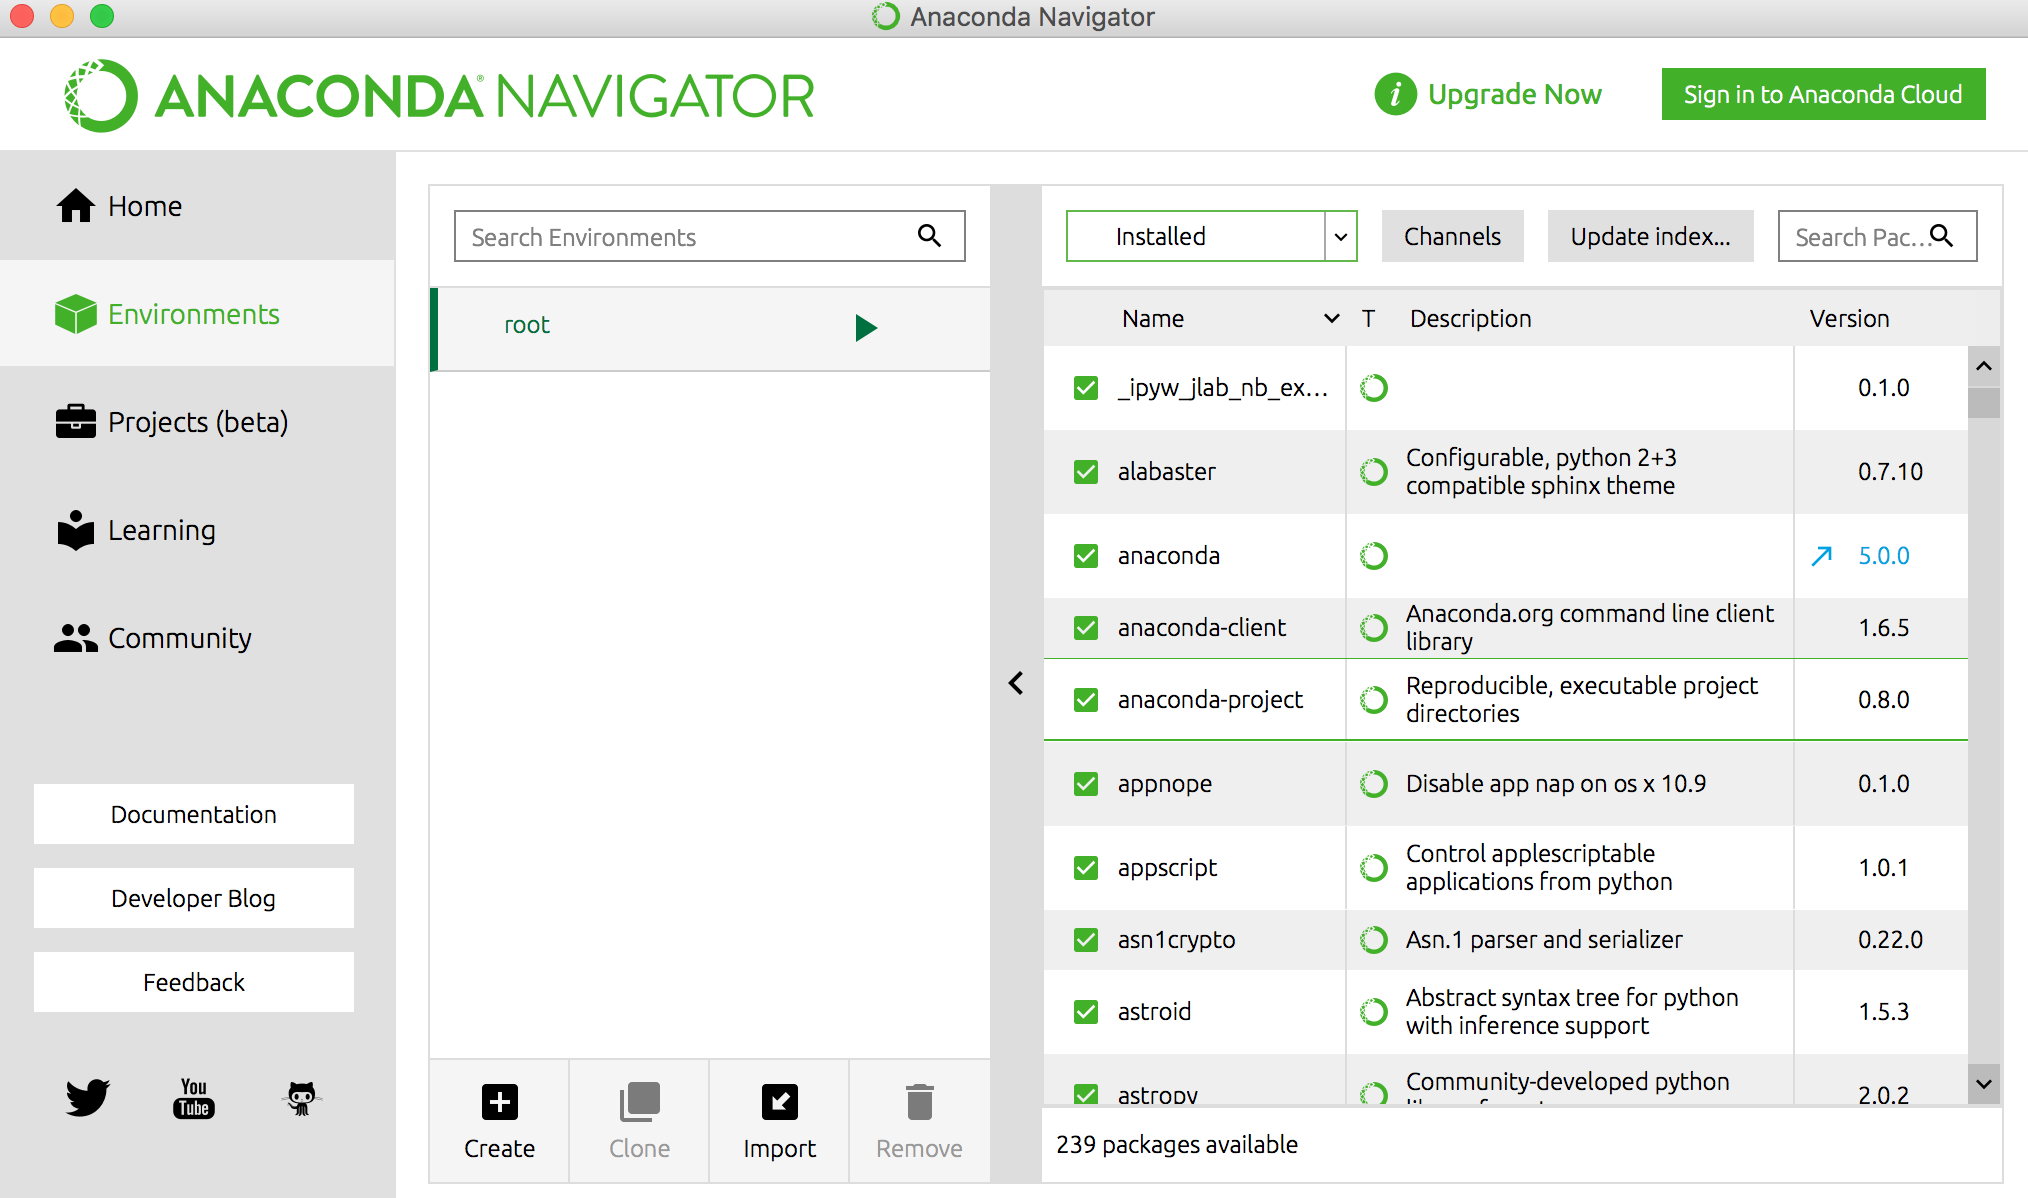 Anaconda Navigator
ANACONDA® NAVIGATOR
i Upgrade Now
Sign in to Anaconda Cloud
Home
Environments
Projects (beta)
Learning
Community
Documentation
Developer Blog
Feedback
You
Tube
Search Environments
root
Create
Clone
Import
Remove
Installed
Channels
Update index...
Search Pac...
Name T Description Version
_ipyw_jlab_nb_ex... 0.1.0
alabaster Configurable, python 2+3
compatible sphinx theme 0.7.10
anaconda 5.0.0
anaconda-client Anaconda.org command line client
library 1.6.5
anaconda-project Reproducible, executable project
directories 0.8.0
appnope Disable app nap on os x 10.9 0.1.0
appscript Control applescriptable
applications from python 1.0.1
asn1crypto Asn.1 parser and serializer 0.22.0
astroid Abstract syntax tree for python
with inference support 1.5.3
astropy Community-developed python 2.0.2
239 packages available